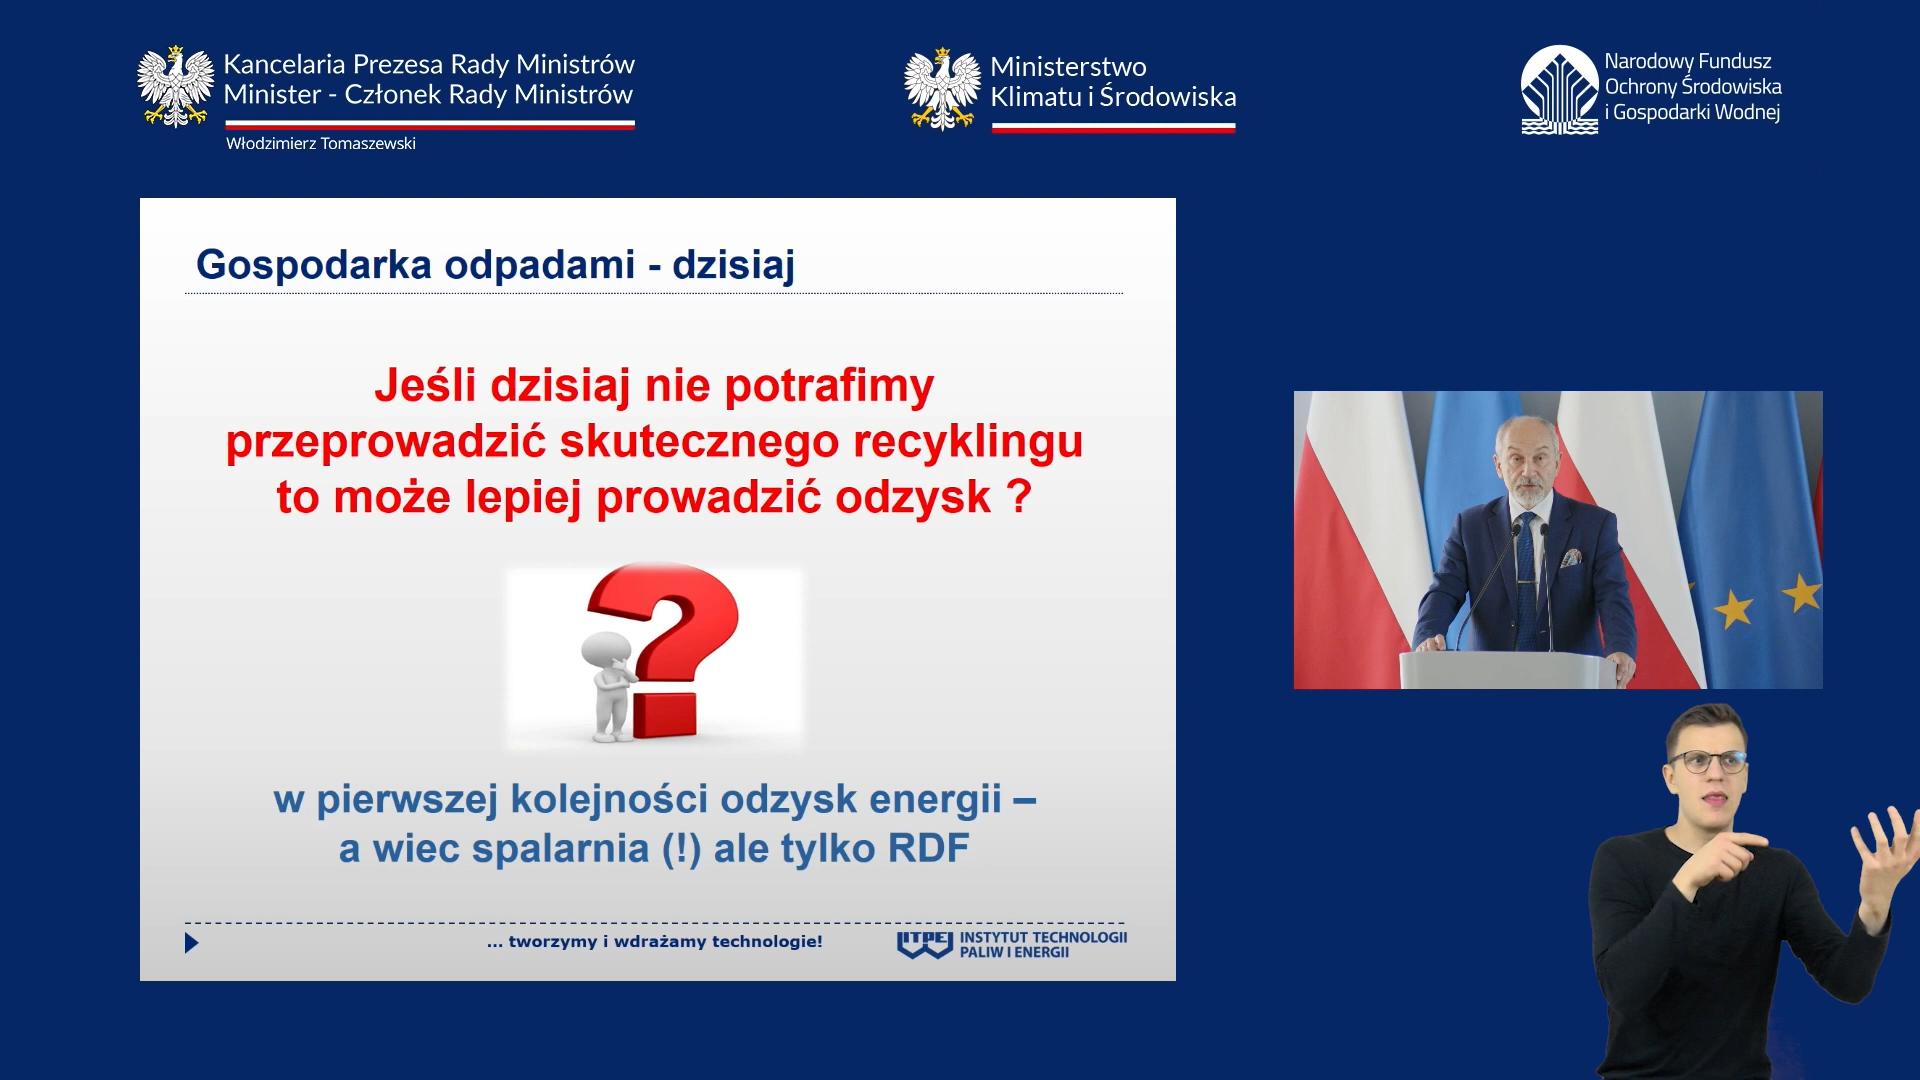 Kancelaria Prezesa Rady Ministrów
Minister - Członek Rady Ministrów
Włodzimierz Tomaszewski
Ministerstwo
Klimatu i Środowiska
Narodowy Fundusz
Ochrony Środowiska
i Gospodarki Wodnej
Gospodarka odpadami - dzisiaj
Jeśli dzisiaj nie potrafimy
przeprowadzić skutecznego recyklingu
to może lepiej prowadzić odzysk ?
w pierwszej kolejności odzysk energii –
a wiec spalarnia (!) ale tylko RDF
... tworzymy i wdrażamy technologie!
ITPE
INSTYTUT TECHNOLOGII
PALIW I ENERGII